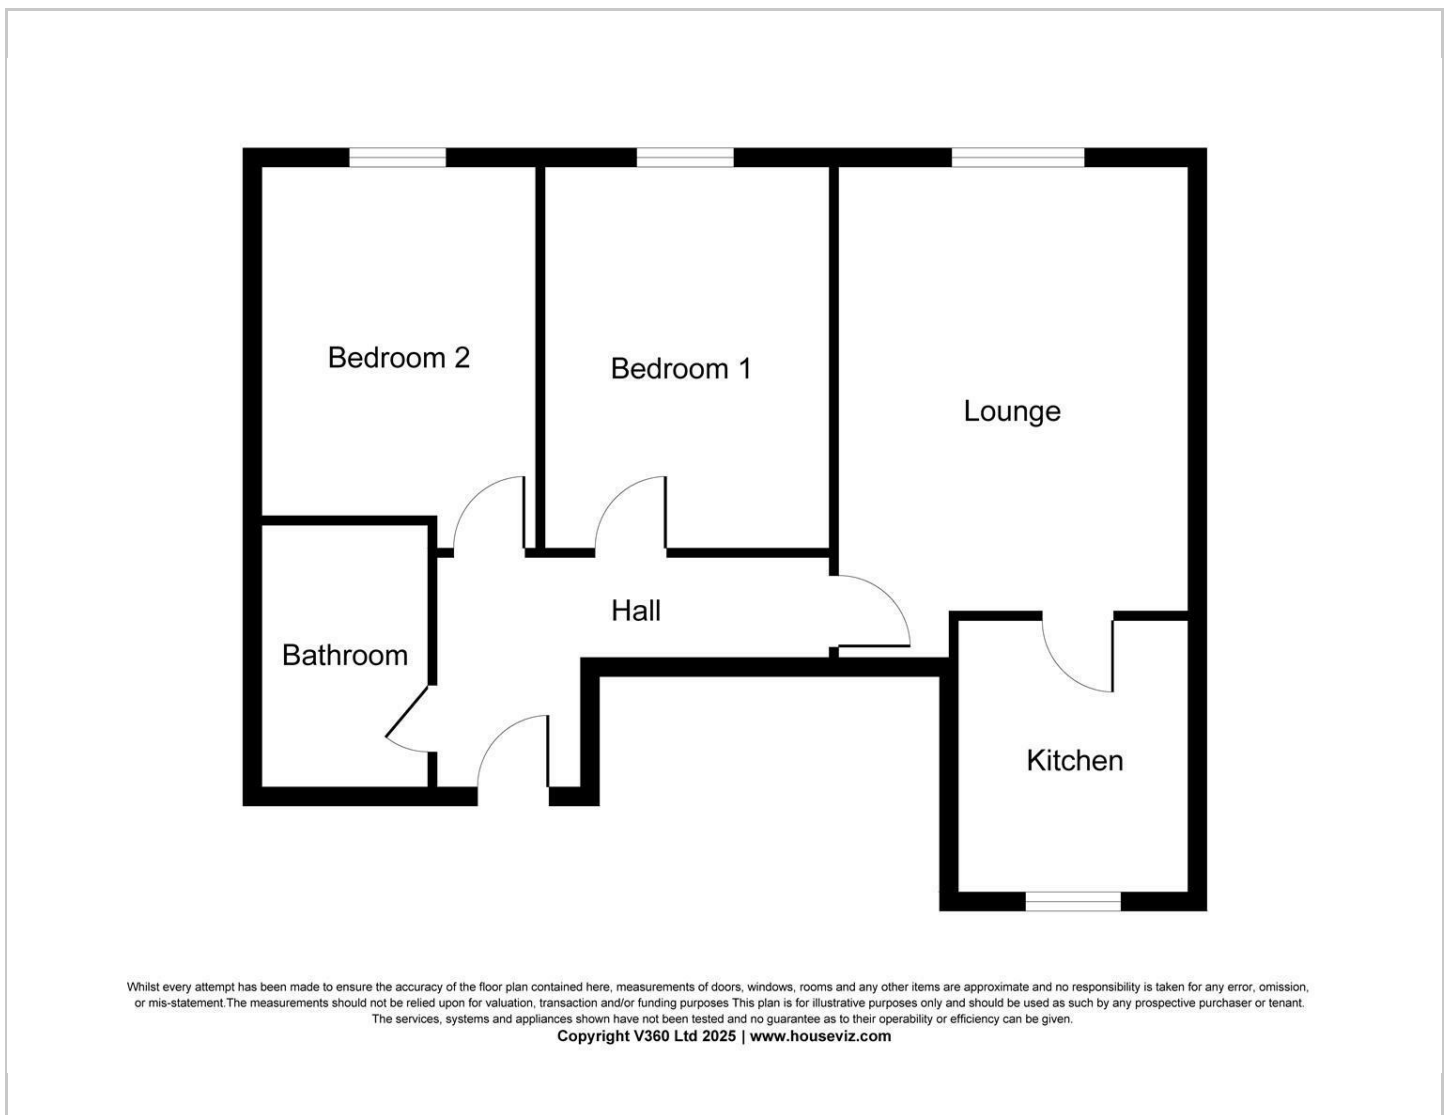 Bedroom 2
Bedroom 1
Lounge
Hall
Bathroom
Kitchen
Whilst every attempt has been made to ensure the accuracy of the floor plan contained here, measurements of doors, windows, rooms and any other items are approximate and no responsibility is taken for any error, omission,
or mis-statement.The measurements should not be relied upon for valuation, transaction and/or funding purposes This plan is for illustrative purposes only and should be used as such by any prospective purchaser or tenant.
The services, systems and appliances shown have not been tested and no guarantee as to their operability or efficiency can be given.
Copyright V360 Ltd 2025 | www.houseviz.com